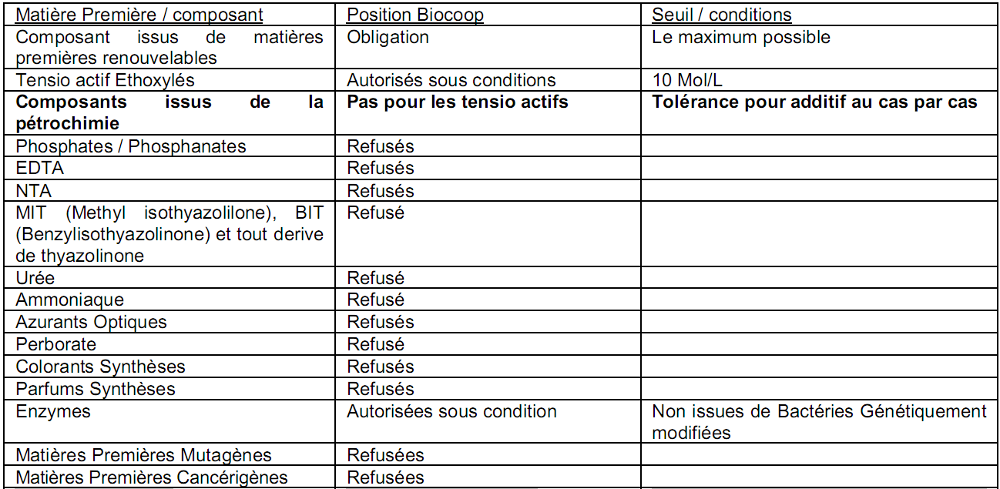 Matière Première / composant Position Biocoop Seuil / conditions
Composant issus de matières Obligation Le maximum possible
premières renouvelables
Tensio actif Ethoxylés Autorisés sous conditions 10 Mol/L
Composants issus de la Pas pour les tensio actifs Tolérance pour additif au cas par cas
pétrochimie
Phosphates / Phosphanates Refusés
EDTA Refusés
NTA Refusés
MIT (Methyl isothyazolilone), BIT Refusé
(Benzylisothyazolinone) et tout derive
de thyazolinone
Urée Refusé
Ammoniaque Refusé
Azurants Optiques Refusés
Perborate Refusé
Colorants Synthèses Refusés
Parfums Synthèses Refusés
Enzymes Autorisées sous condition Non issues de Bactéries Génétiquement
modifiées
Matières Premières Mutagènes Refusées
Matières Premières Cancérigènes Refusées